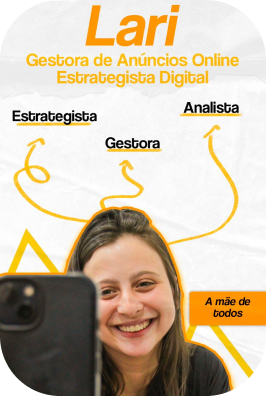 Lari
Gestora de Anúncios Online
Estrategista Digital
Analista
Estrategista
Gestora
A mãe de
todos